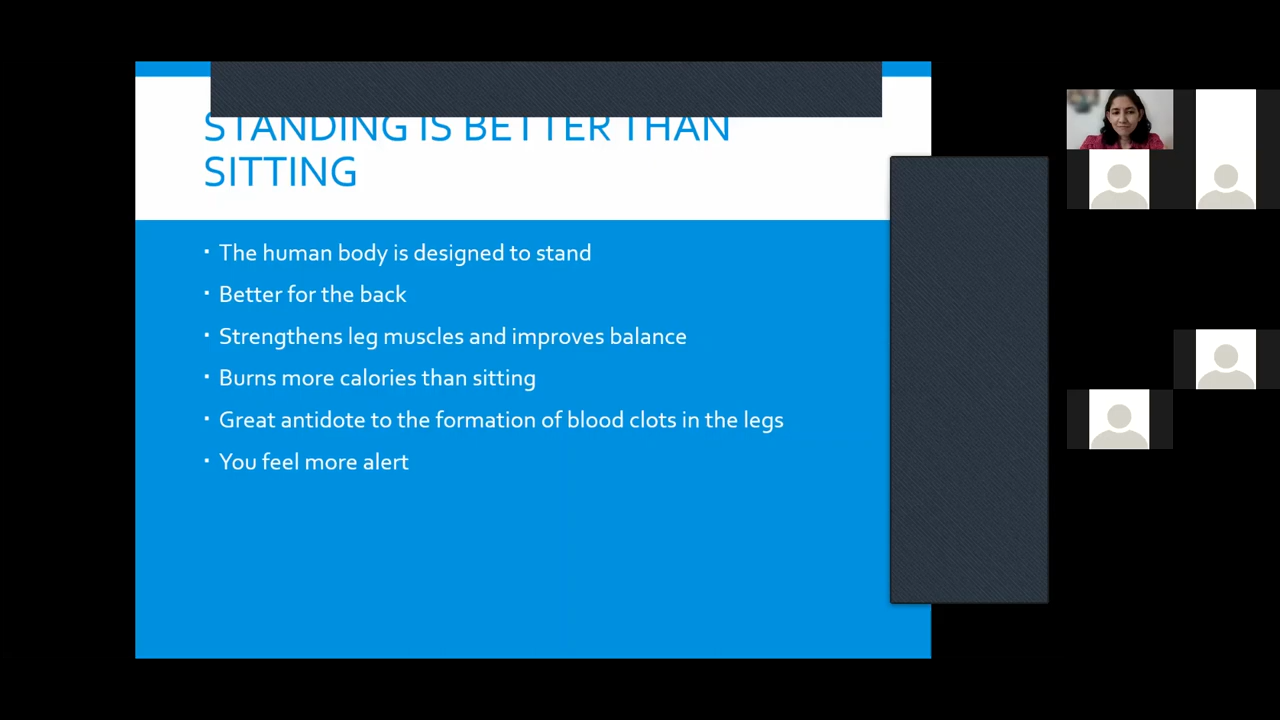 STANDING IS BETTER THAN
SITTING
▪ The human body is designed to stand
▪ Better for the back
▪ Strengthens leg muscles and improves balance
▪ Burns more calories than sitting
▪ Great antidote to the formation of blood clots in the legs
▪ You feel more alert